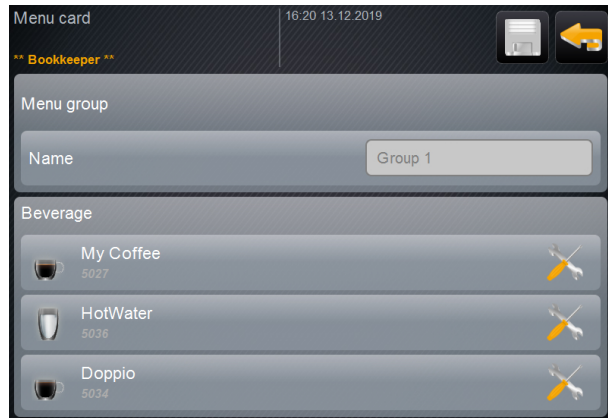 Menu card
16:20 13.12.2019
** Bookkeeper **
Menu group
Name
Group 1
Beverage
My Coffee
5027
HotWater
5036
Doppio
5034